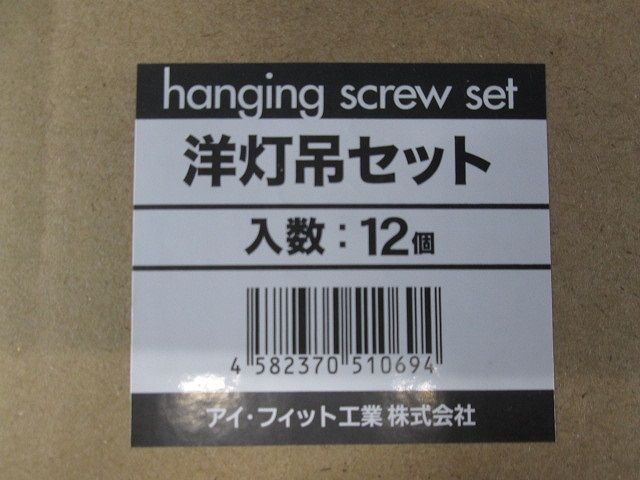 hanging screw set
洋灯吊セット
入数：12個
4 582370 510694
アイ・フィット工業 株式会社